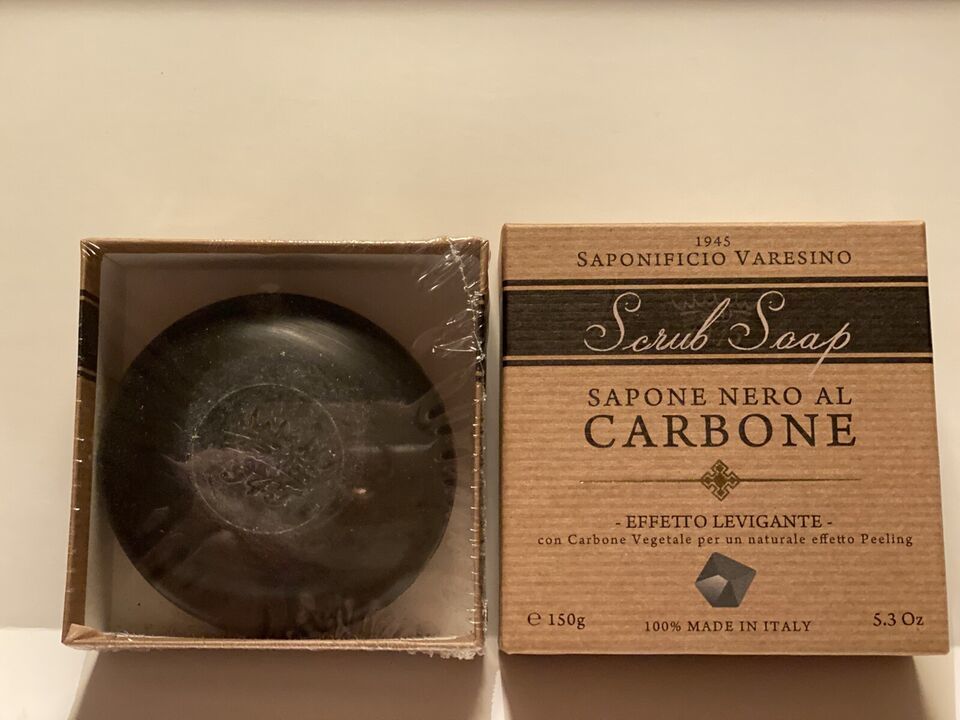 1945
SAPONIFICIO VARESINO
Scrub Soap
SAPONE NERO AL
CARBONE
- EFFETTO LEVIGANTE -
con Carbone Vegetale per un naturale effetto Peeling
℮ 150g
100% MADE IN ITALY
5.3 Oz